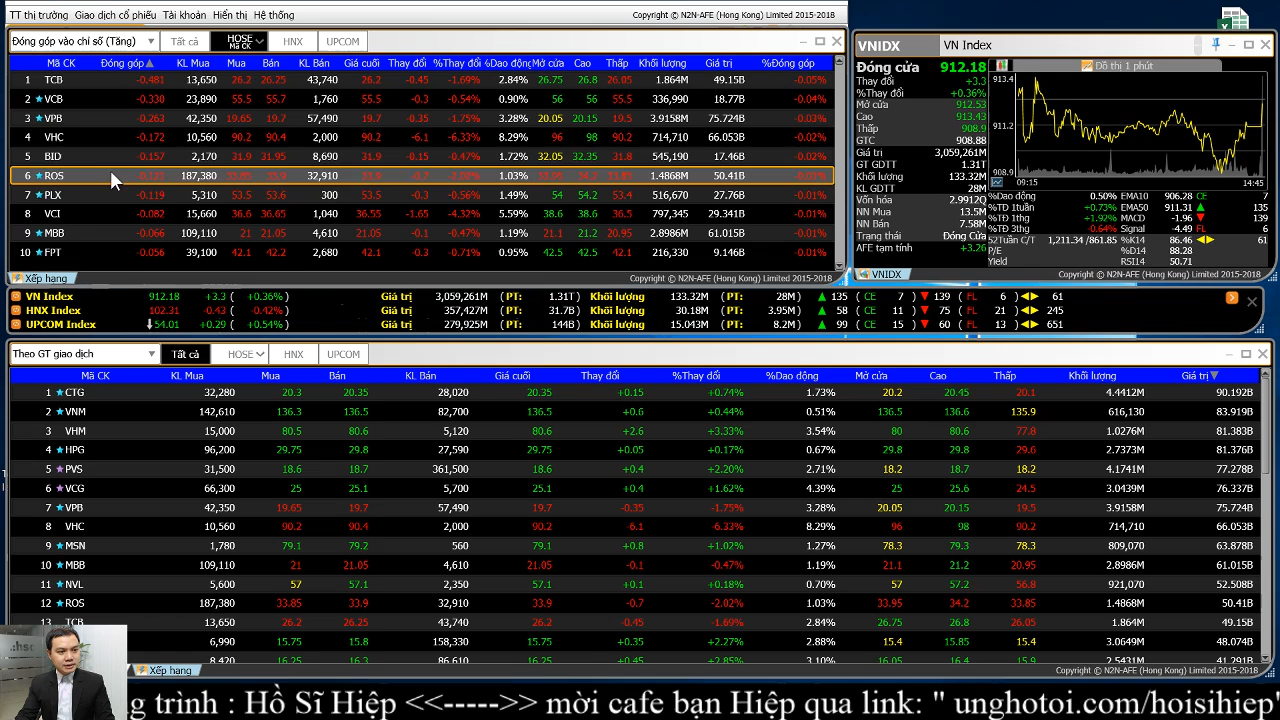 TT thị trường Giao dịch cổ phiếu Tài khoản Hiển thị Hệ thống Copyright © N2N-AFE (Hong Kong) Limited 2015-2018
Đóng góp vào chỉ số (Tăng) Tất cả HOSE Mã CK HNX UPCOM
Mã CK Đóng góp KL Mua Mua Bán KL Bán Giá cuối Thay đổi %Thay đổi %Dao động Mở cửa Cao Thấp Khối lượng Giá trị %Đóng góp
1 TCB -0.481 13,650 26.2 26.25 43,740 26.2 -0.45 -1.69% 2.84% 26.75 26.8 26.05 1.864M 49.15B -0.05%
2 VCB -0.330 23,890 55.5 55.7 1,760 55.5 -0.3 -0.54% 0.90% 56 56 55.5 336,990 18.77B -0.04%
3 VPB -0.263 42,350 19.65 19.7 57,490 19.65 -0.35 -1.75% 3.28% 20.05 20.15 19.5 3.9158M 75.724B -0.03%
4 VHC -0.172 10,560 90.2 90.4 2,000 90.2 -6.1 -6.33% 8.29% 96 98 90.2 714,710 66.053B -0.02%
5 BID -0.157 2,170 31.9 31.95 8,690 31.9 -0.15 -0.47% 1.72% 32.05 32.35 31.8 545,190 17.46B -0.02%
6 ROS 187,380 33.9 32,910 33.9 -0.7 1.03% 1.4868M 50.41B
7 PLX -0.119 5,310 53.5 53.6 300 53.5 -0.3 -0.56% 1.49% 54 54.2 53.4 516,670 27.76B -0.01%
8 VCI -0.082 15,660 36.6 36.65 1,040 36.55 -1.65 -4.32% 5.59% 38.6 38.6 36.5 797,345 29.341B -0.01%
9 MBB -0.066 109,110 21 21.05 4,610 21.05 -0.1 -0.47% 1.19% 21.1 21.2 20.95 2.8986M 61.015B -0.01%
10 FPT -0.056 39,100 42.1 42.2 2,680 42.1 -0.3 -0.71% 0.95% 42.5 42.5 42.1 216,330 9.146B -0.01%
Xếp hạng Copyright © N2N-AFE (Hong Kong) Limited 2015-2018
VNIDX VN Index
Đóng cửa 912.18
Thay đổi +3.3
%Thay đổi +0.36%
Mở cửa 912.53
Cao 913.43
Thấp 908.9
GTC 908.88
Giá trị 3,059,261M
GT GDTT 1.31T
Khối lượng 133.32M
KL GDTT 28M
Vốn hóa 2.9912Q
NN Mua 13.5M
NN Bán 7.58M
Trạng thái Đóng Cửa
AFE tạm tính +3.26
Đồ thị 1 phút
913.4
911.2
908.9
09:15 14:45
%Dao động 0.50% EMA10 906.28 CE 7
%TĐ 1tuần +0.73% EMA50 911.31 135
%TĐ 1thg +1.92% MACD -1.96 139
%TĐ 3thg -0.64% Signal -4.49 FL 6
52Tuần C/T 1,211.34 /861.85 %K14 86.46 61
P/E %D14 88.28
Yield RSI14 50.71
VNIDX Copyright © N2N-AFE (Hong Kong) Limited 2015-2018
VN Index 912.18 +3.3 ( +0.36% ) Giá trị 3,059,261M (PT: 1.31T) Khối lượng 133.32M (PT: 28M) 135 (CE 7) 139 (FL 6) 61
HNX Index 102.31 -0.43 ( -0.42% ) Giá trị 357,427M (PT: 31.7B) Khối lượng 30.18M (PT: 3.95M) 58 (CE 11) 75 (FL 21) 245
UPCOM Index 54.01 +0.29 ( +0.54% ) Giá trị 279,925M (PT: 144B) Khối lượng 15.043M (PT: 8.2M) 99 (CE 15) 60 (FL 13) 651
Theo GT giao dịch Tất cả HOSE HNX UPCOM
Mã CK KL Mua Mua Bán KL Bán Giá cuối Thay đổi %Thay đổi %Dao động Mở cửa Cao Thấp Khối lượng Giá trị
1 CTG 32,280 20.3 20.35 28,020 20.35 +0.15 +0.74% 1.73% 20.2 20.45 20.1 4.4412M 90.192B
2 VNM 142,610 136.3 136.5 82,700 136.5 +0.6 +0.44% 0.51% 136.5 136.6 135.9 616,130 83.919B
3 VHM 15,000 80.5 80.6 5,120 80.6 +2.6 +3.33% 3.54% 80 80.6 77.8 1.0276M 81.383B
4 HPG 96,200 29.75 29.8 27,590 29.75 +0.05 +0.17% 0.67% 29.8 29.8 29.6 2.7373M 81.376B
5 PVS 31,500 18.6 18.7 361,500 18.6 +0.4 +2.20% 2.71% 18.2 18.7 18.2 4.1741M 77.278B
6 VCG 66,300 25 25.1 5,700 25.1 +0.4 +1.62% 4.39% 25 25.6 24.5 3.0439M 76.337B
7 VPB 42,350 19.65 19.7 57,490 19.65 -0.35 -1.75% 3.28% 20.05 20.15 19.5 3.9158M 75.724B
8 VHC 10,560 90.2 90.4 2,000 90.2 -6.1 -6.33% 8.29% 96 98 90.2 714,710 66.053B
9 MSN 1,780 79.1 79.2 560 79.1 +0.8 +1.02% 1.27% 78.3 79.3 78.3 809,070 63.878B
10 MBB 109,110 21 21.05 4,610 21.05 -0.1 -0.47% 1.19% 21.1 21.2 20.95 2.8986M 61.015B
11 NVL 5,600 57 57.1 2,350 57.1 +0.1 +0.18% 0.70% 57 57.2 56.8 921,070 52.508B
12 ROS 187,380 33.85 33.9 32,910 33.9 -0.7 -2.02% 1.03% 33.95 34.2 33.85 1.4868M 50.41B
13 TCB 13,650 26.2 26.25 43,740 26.2 -0.45 -1.69% 2.84% 26.75 26.8 26.05 1.864M 49.15B
6,990 15.75 15.8 158,330 15.75 +0.35 +2.27% 2.88% 15.4 15.85 15.4 3.0649M 48.074B
8,420 16.25 16.3 86,610 16.25 +0.45 +2.85% 3.10% 16.05 16.4 15.9 2.5431M 41.291B
Xếp hạng Copyright © N2N-AFE (Hong Kong) Limited 2015-2018
.hsc
g trình : Hồ Sĩ Hiệp <<----->> mời cafe bạn Hiệp qua link: " unghotoi.com/hoisihiep